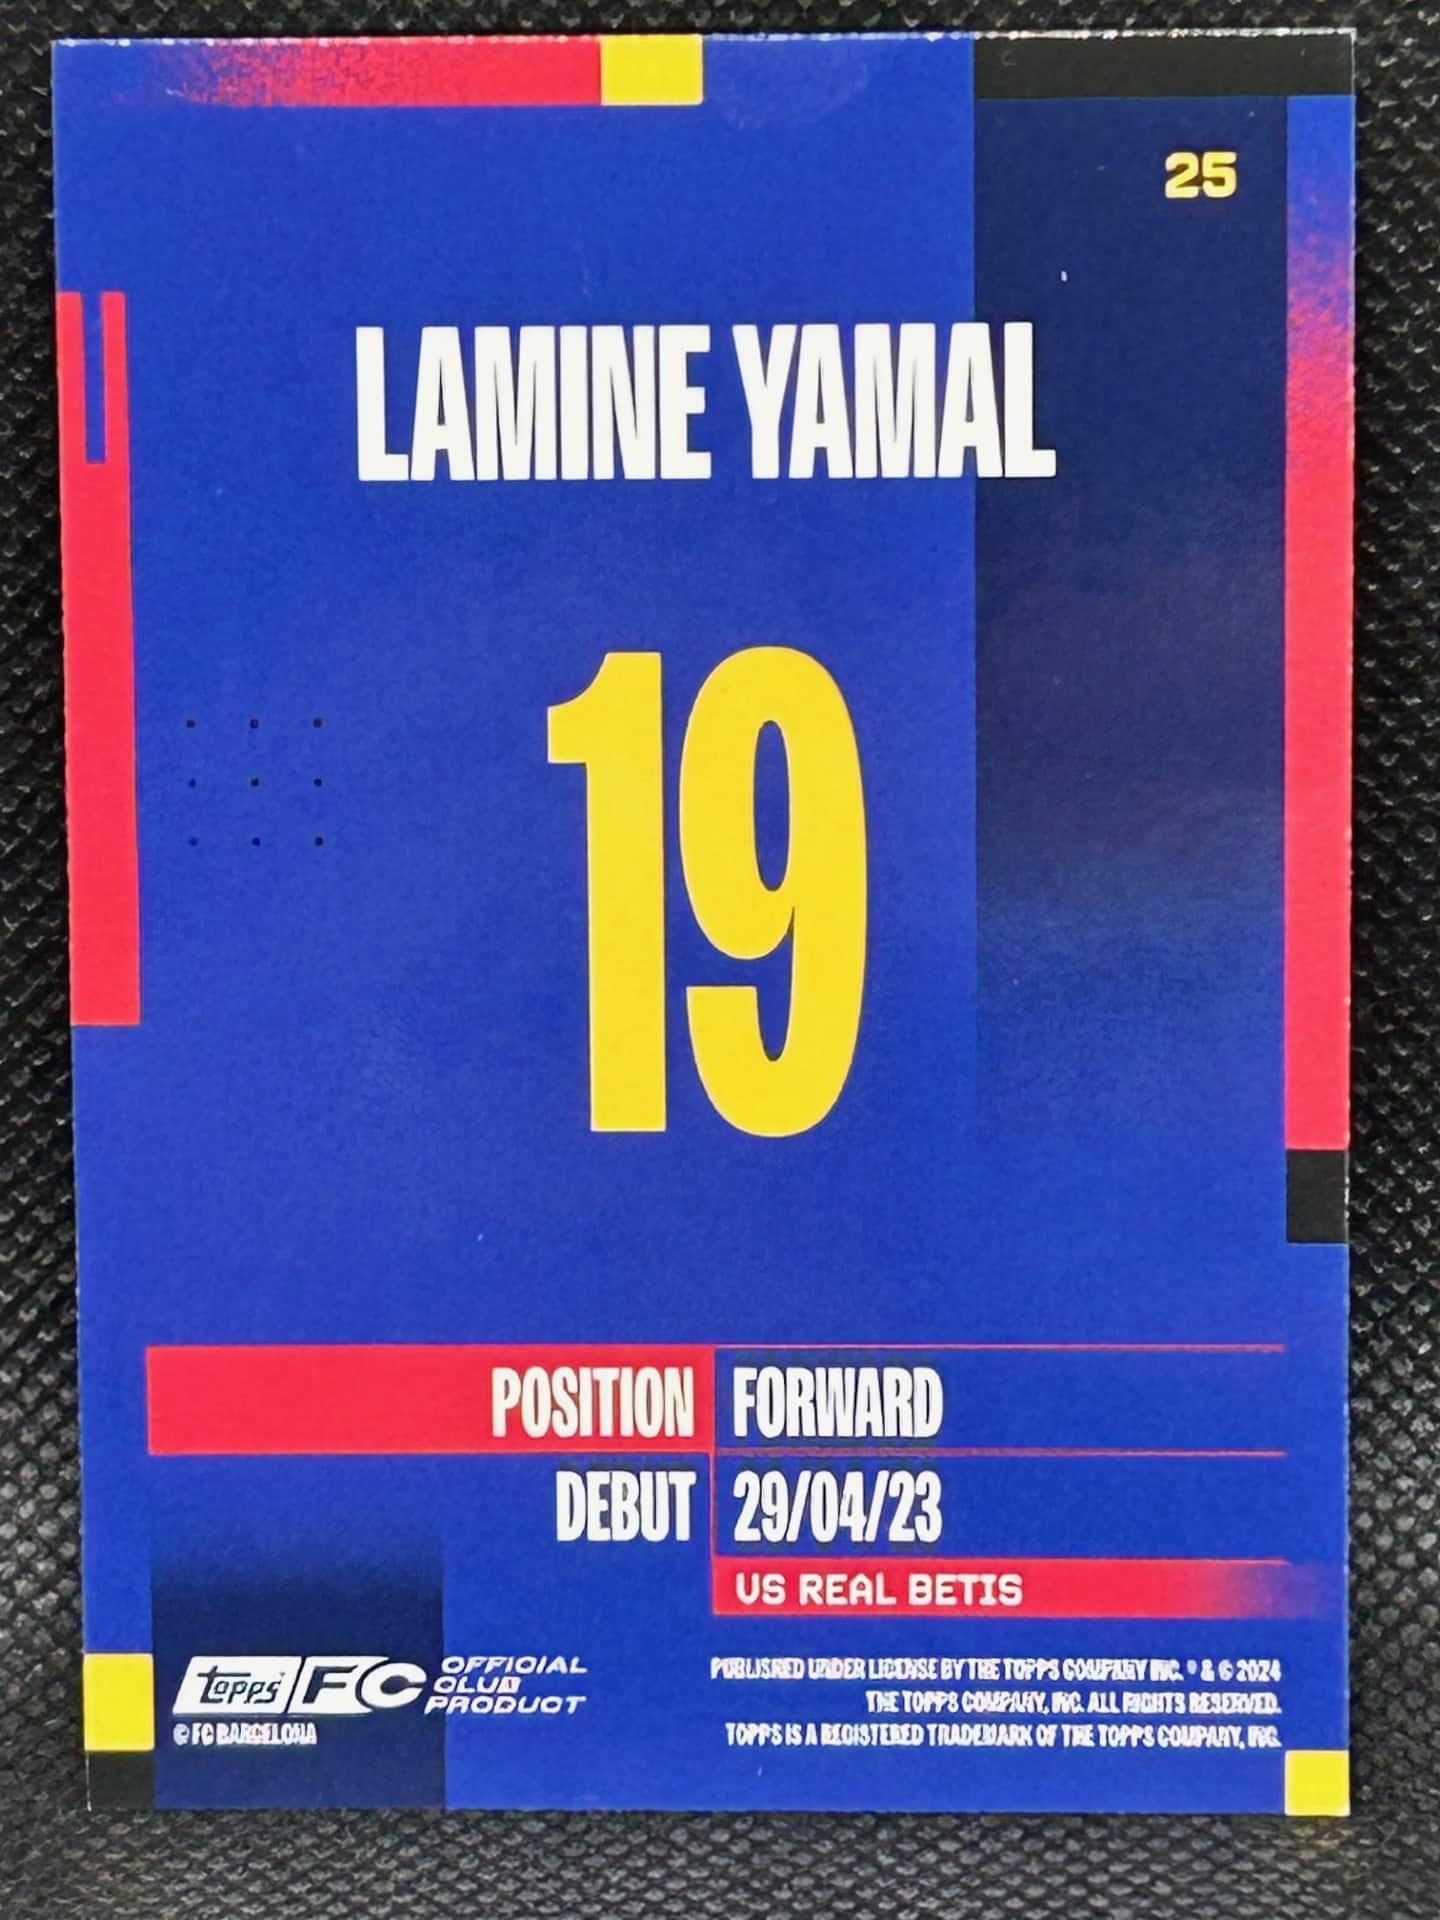 25
LAMINE YAMAL
19
POSITION FORWARD
DEBUT 29/04/23
VS REAL BETIS
topps FC OFFICIAL CLUB PRODUCT
© FC BARCELONA
PUBLISHED UNDER LICENSE BY THE TOPPS COMPANY INC. ® & © 2024
THE TOPPS COMPANY, INC. ALL RIGHTS RESERVED.
TOPPS IS A REGISTERED TRADEMARK OF THE TOPPS COMPANY, INC.